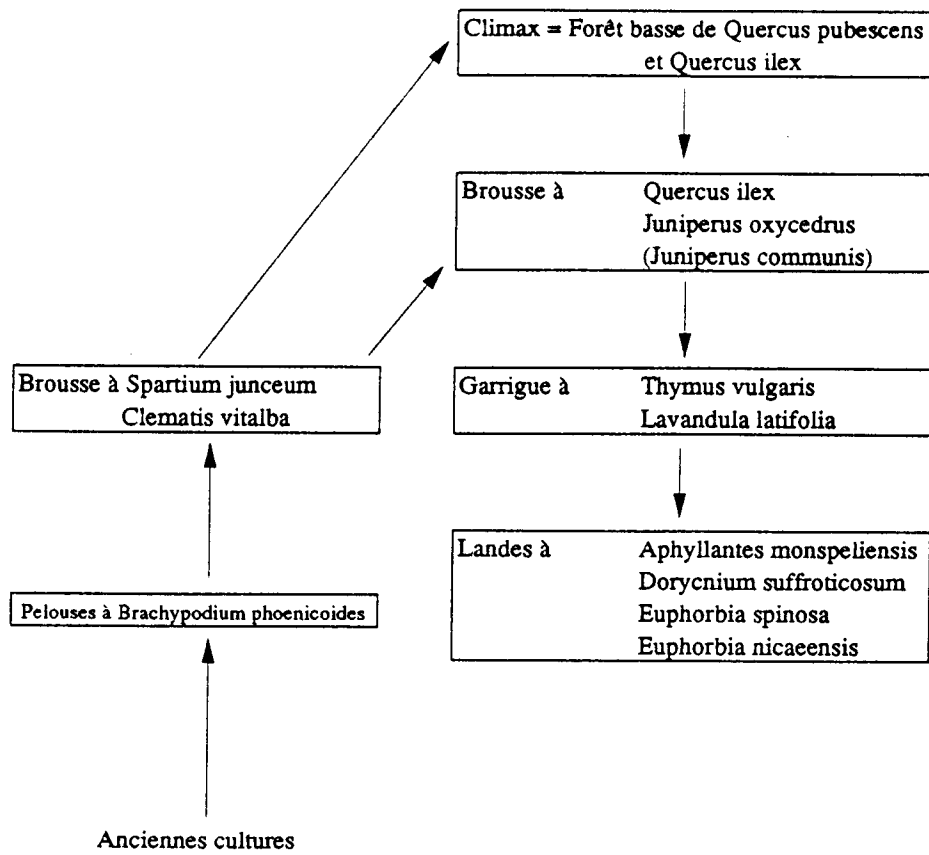 Climax = Forêt basse de Quercus pubescens
et Quercus ilex
Brousse à Quercus ilex
Juniperus oxycedrus
(Juniperus communis)
Brousse à Spartium junceum
Clematis vitalba
Garrigue à Thymus vulgaris
Lavandula latifolia
Landes à Aphyllantes monspeliensis
Dorycnium suffroticosum
Euphorbia spinosa
Euphorbia nicaeensis
Pelouses à Brachypodium phoenicoides
Anciennes cultures